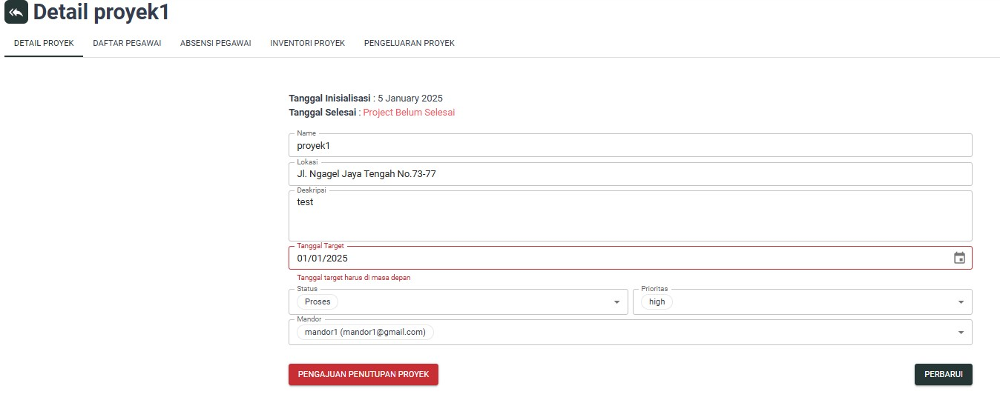 Detail proyek1
DETAIL PROYEK DAFTAR PEGAWAI ABSENSI PEGAWAI INVENTORI PROYEK PENGELUARAN PROYEK
Tanggal Inisialisasi : 5 January 2025
Tanggal Selesai : Project Belum Selesai
Name
proyek1
Lokasi
Jl. Ngagel Jaya Tengah No.73-77
Deskripsi
test
Tanggal Target
01/01/2025
Tanggal target harus di masa depan
Status Prioritas
Proses high
Mandor
mandor1 (mandor1@gmail.com)
PENGAJUAN PENUTUPAN PROYEK PERBARUI